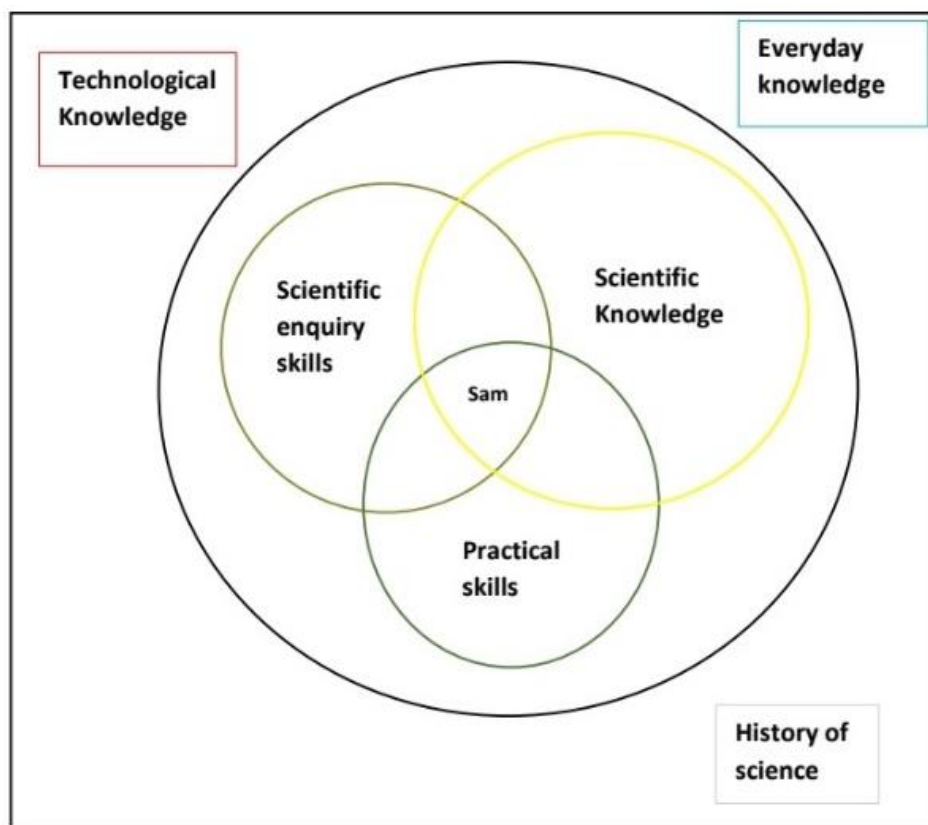 Everyday
knowledge
Technological
Knowledge
Scientific
Knowledge
Scientific
enquiry
skills
Sam
Practical
skills
History of
science